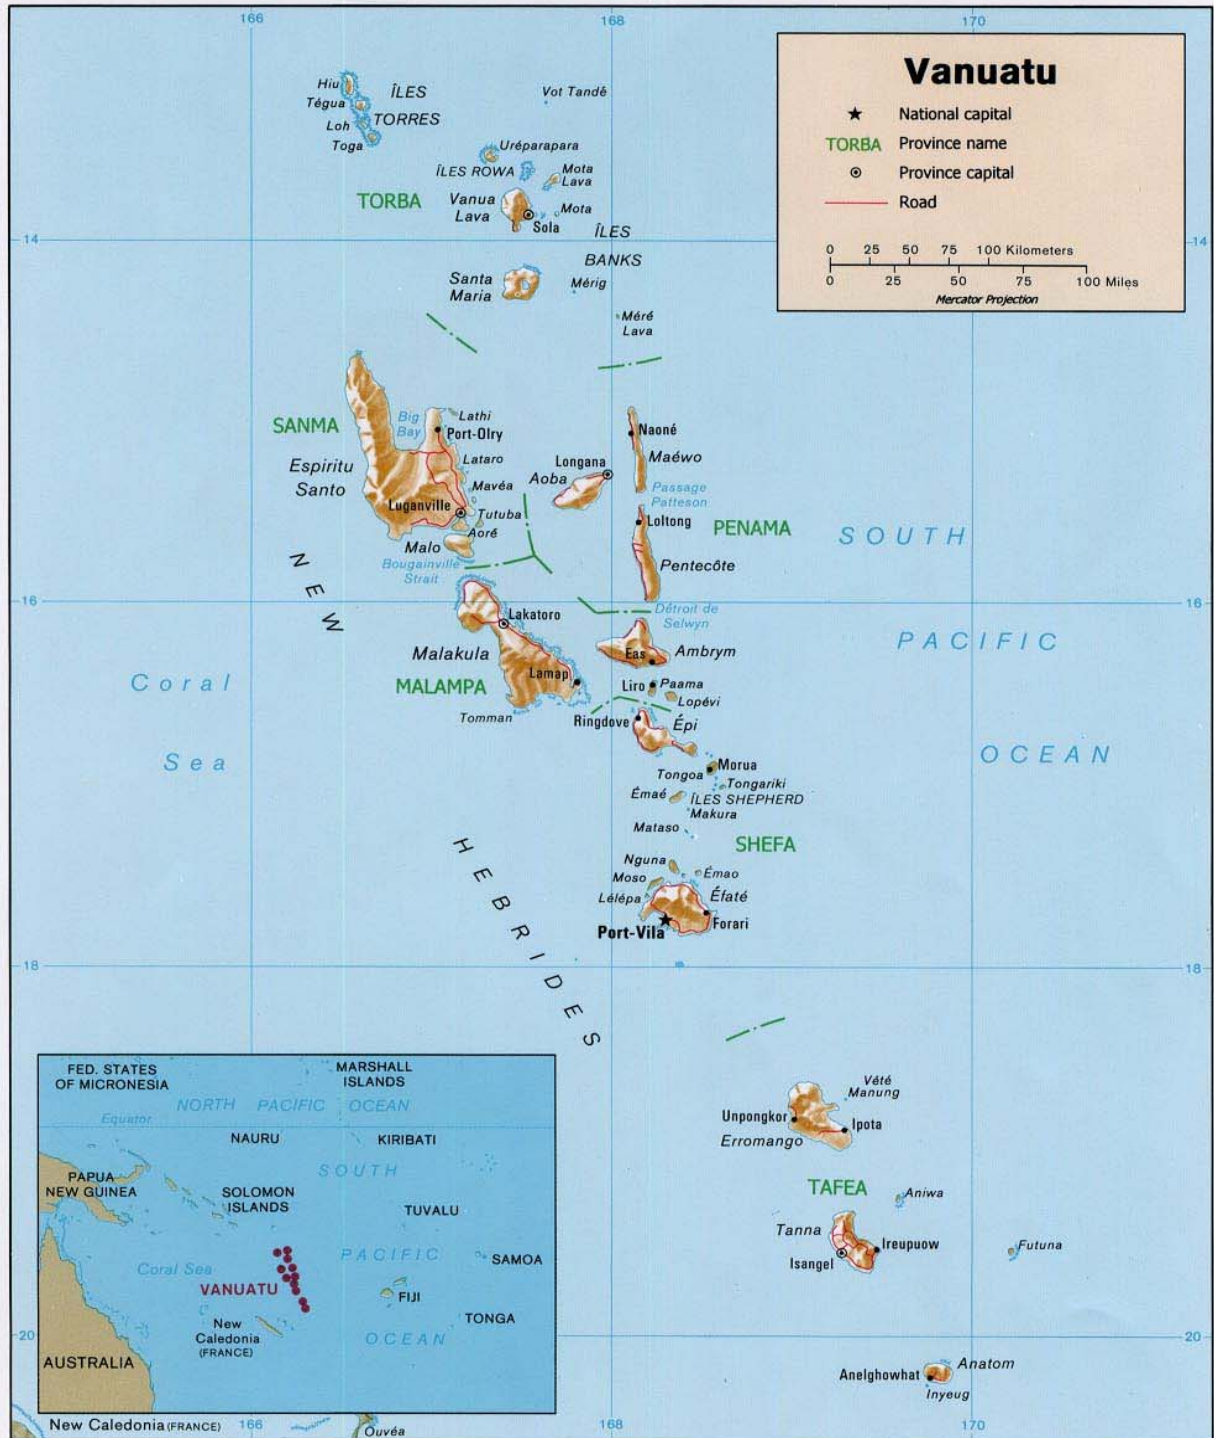 166
168
170
Vanuatu
National capital
TORBA Province name
Province capital
Road
0 25 50 75 100 Kilometers
0 25 50 75 100 Miles
Mercator Projection
Hiu
Tégua
Loh
Toga
ÎLES
TORRES
Vot Tandé
Uréparapara
ÎLES ROWA
Mota
Lava
TORBA
Vanua
Lava
Sola
Mota
ÎLES
BANKS
14
14
Santa
Maria
Mérig
Méré
Lava
SANMA
Big
Bay
Lathi
Port-Olry
Espiritu
Santo
Lataro
Mavéa
Luganville
Tutuba
Aoré
Malo
Bougainville
Strait
Naoné
Maéwo
Longana
Aoba
Passage
Patteson
Loltong
PENAMA
Pentecôte
SOUTH
PACIFIC
OCEAN
NEW
HEBRIDES
16
16
Détroit de
Selwyn
Lakatoro
Malakula
MALAMPA
Lamap
Tomman
Eas
Ambrym
Liro
Paama
Lopévi
Ringdove
Épi
Coral
Sea
Morua
Tongoa
Tongariki
Émaé
ÎLES SHEPHERD
Makura
Mataso
SHEFA
Nguna
Moso
Émao
Lélépa
Éfaté
Port-Vila
Forari
18
18
Vété
Manung
Unpongkor
Ipota
Erromango
TAFEA
Aniwa
Tanna
Ireupuow
Isangel
Futuna
20
20
Anelghowhat
Anatom
Inyeug
FED. STATES
OF MICRONESIA
MARSHALL
ISLANDS
NORTH PACIFIC OCEAN
Equator
NAURU
KIRIBATI
SOUTH
PAPUA
NEW GUINEA
SOLOMON
ISLANDS
TUVALU
PACIFIC
SAMOA
Coral Sea
VANUATU
FIJI
New
Caledonia
(FRANCE)
TONGA
OCEAN
AUSTRALIA
New Caledonia (FRANCE)
166
Ouvéa
168
170